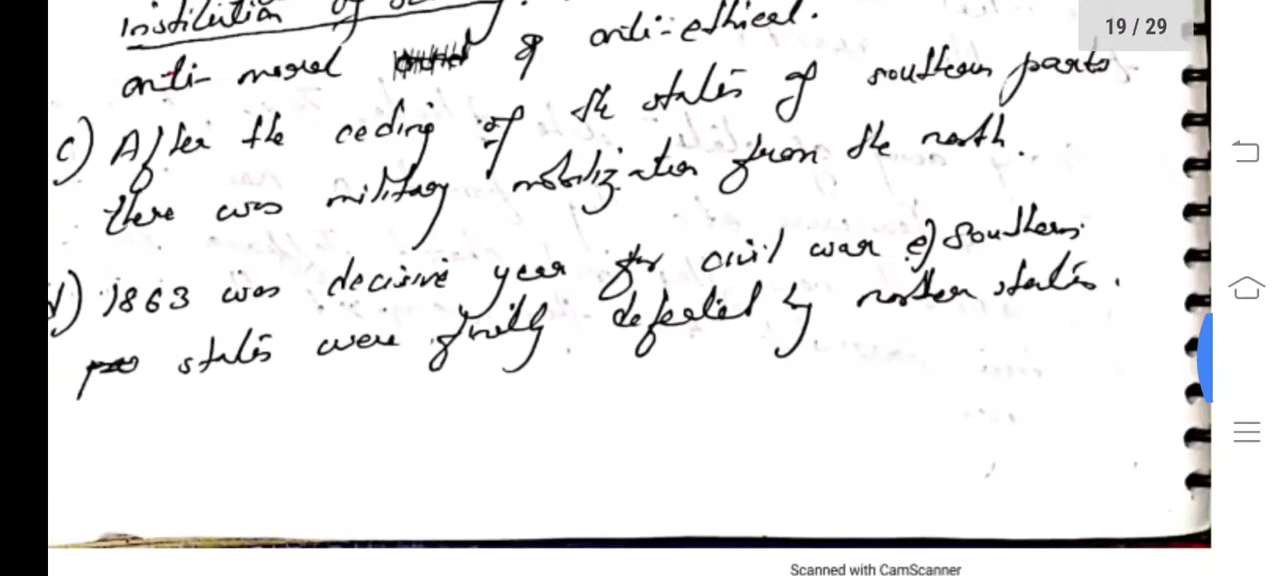 institution of
anti-moral & anti-ethical.
19 / 29
c) After the ceding of the states of southern parts
there was military mobilization from the north.
d) 1863 was decisive year for civil war & southern
states were finally defeated by northern states.
Scanned with CamScanner